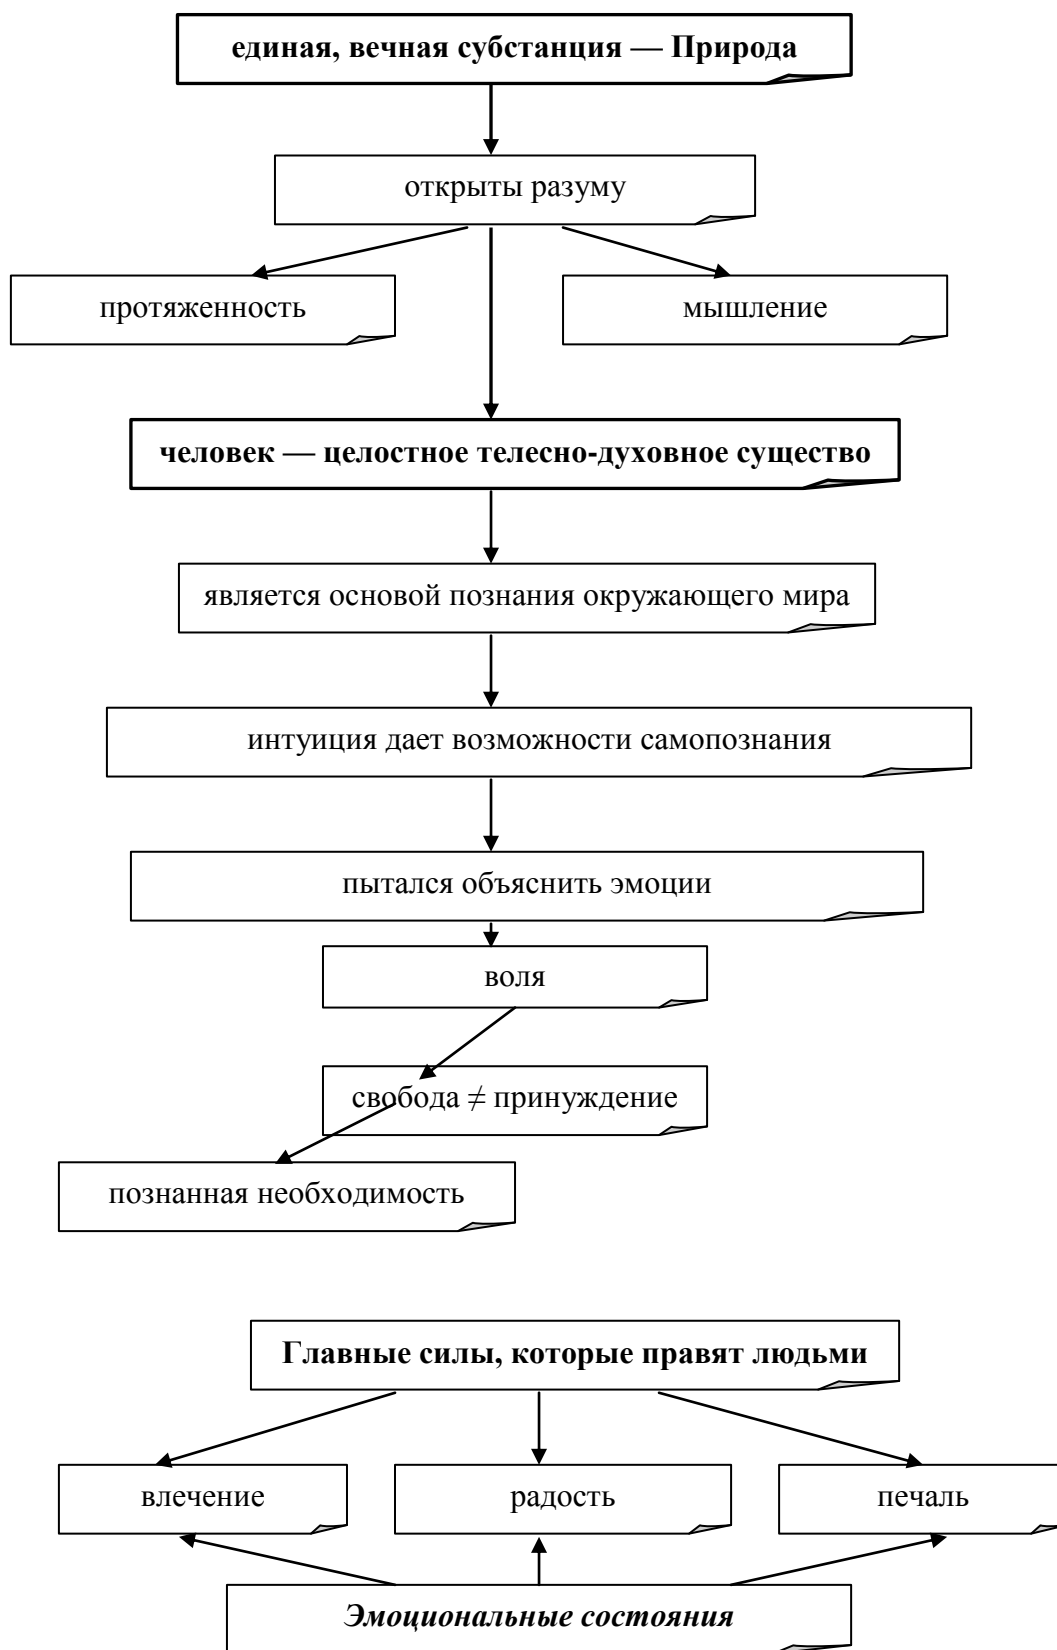 единая, вечная субстанция — Природа
открыты разуму
протяженность
мышление
человек — целостное телесно-духовное существо
является основой познания окружающего мира
интуиция дает возможности самопознания
пытался объяснить эмоции
воля
свобода ≠ принуждение
познанная необходимость
Главные силы, которые правят людьми
влечение
радость
печаль
Эмоциональные состояния